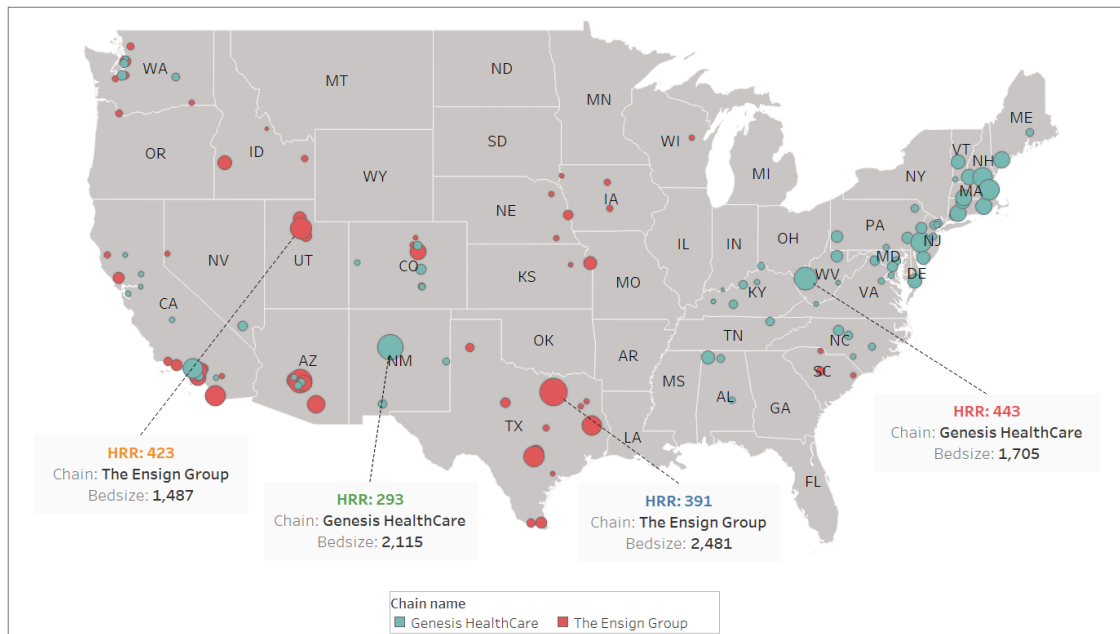 WA
MT
ND
MN
ME
OR
ID
SD
WI
MI
VT
NH
NY
MA
WY
NE
IA
PA
NJ
NV
UT
CO
KS
IL
IN
OH
MO
WV
MD
DE
VA
KY
CA
AZ
NM
OK
AR
TN
NC
SC
MS
AL
GA
TX
LA
FL
HRR: 443
Chain: Genesis HealthCare
Bedsize: 1,705
HRR: 423
Chain: The Ensign Group
Bedsize: 1,487
HRR: 293
Chain: Genesis HealthCare
Bedsize: 2,115
HRR: 391
Chain: The Ensign Group
Bedsize: 2,481
Chain name
Genesis HealthCare
The Ensign Group